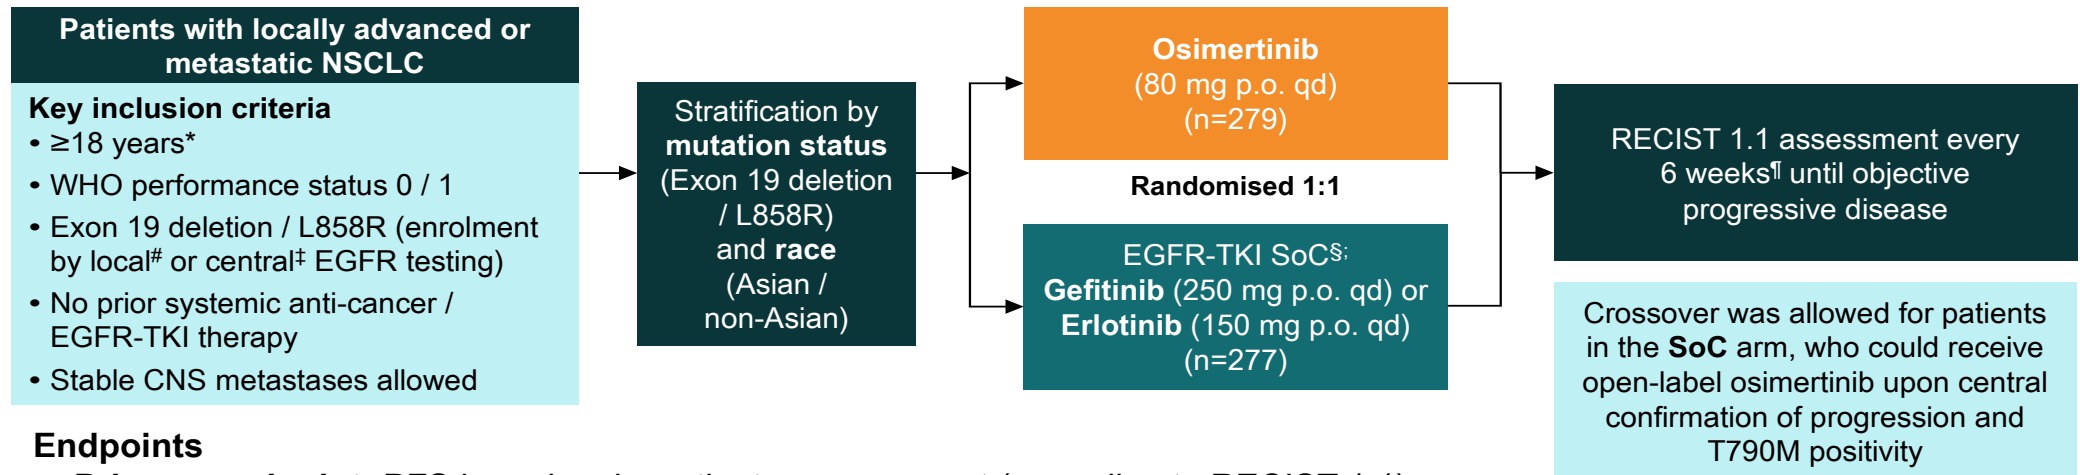 Patients with locally advanced or
metastatic NSCLC
Key inclusion criteria
• ≥18 years*
• WHO performance status 0 / 1
• Exon 19 deletion / L858R (enrolment
by local# or central‡ EGFR testing)
• No prior systemic anti-cancer /
EGFR-TKI therapy
• Stable CNS metastases allowed
Stratification by
mutation status
(Exon 19 deletion
/ L858R)
and race
(Asian /
non-Asian)
Osimertinib
(80 mg p.o. qd)
(n=279)
Randomised 1:1
EGFR-TKI SoC§;
Gefitinib (250 mg p.o. qd) or
Erlotinib (150 mg p.o. qd)
(n=277)
RECIST 1.1 assessment every
6 weeks¶ until objective
progressive disease
Crossover was allowed for patients
in the SoC arm, who could receive
open-label osimertinib upon central
confirmation of progression and
T790M positivity
Endpoints